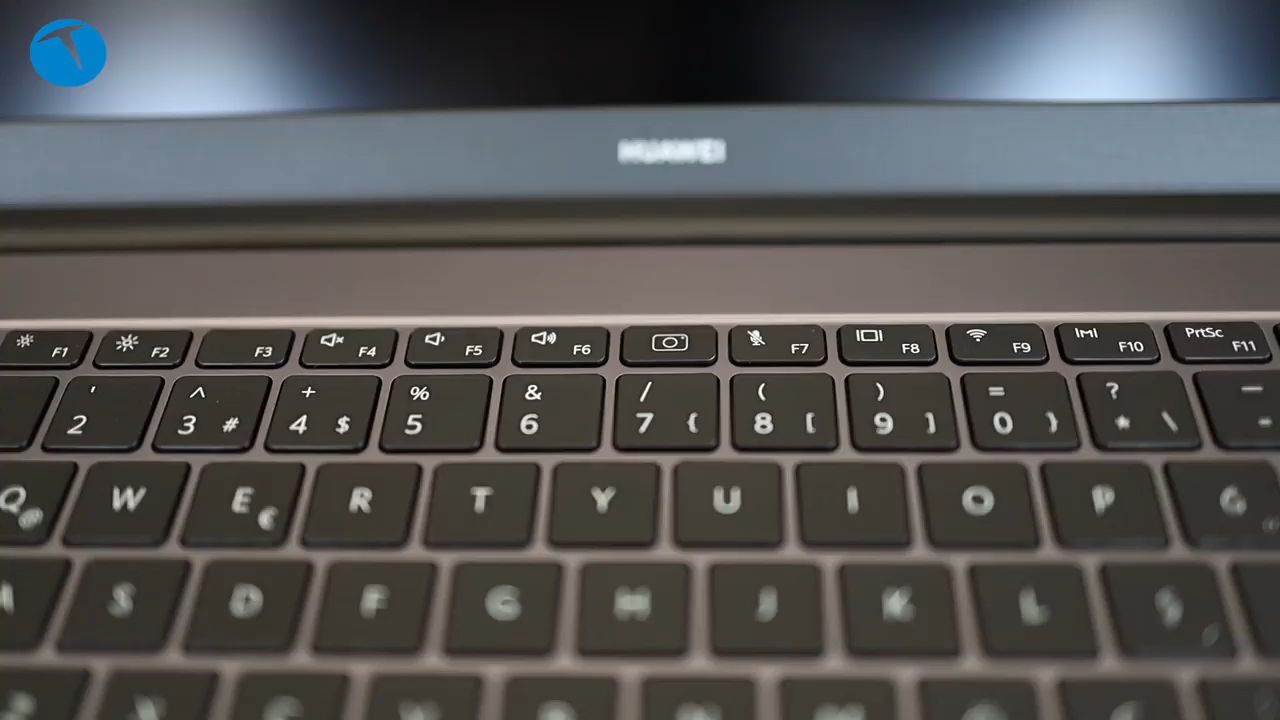 HUAWEI
F1 F2 F3 F4 F5 F6 F7 F8 F9 F10 PrtSc F11
' ^ + % & / ( ) = ? _
2 3 # 4 $ 5 6 7 { 8 [ 9 ] 0 } * \ -
Q @ W E € R T Y U I O P Ğ
S D F G H J K L Ş